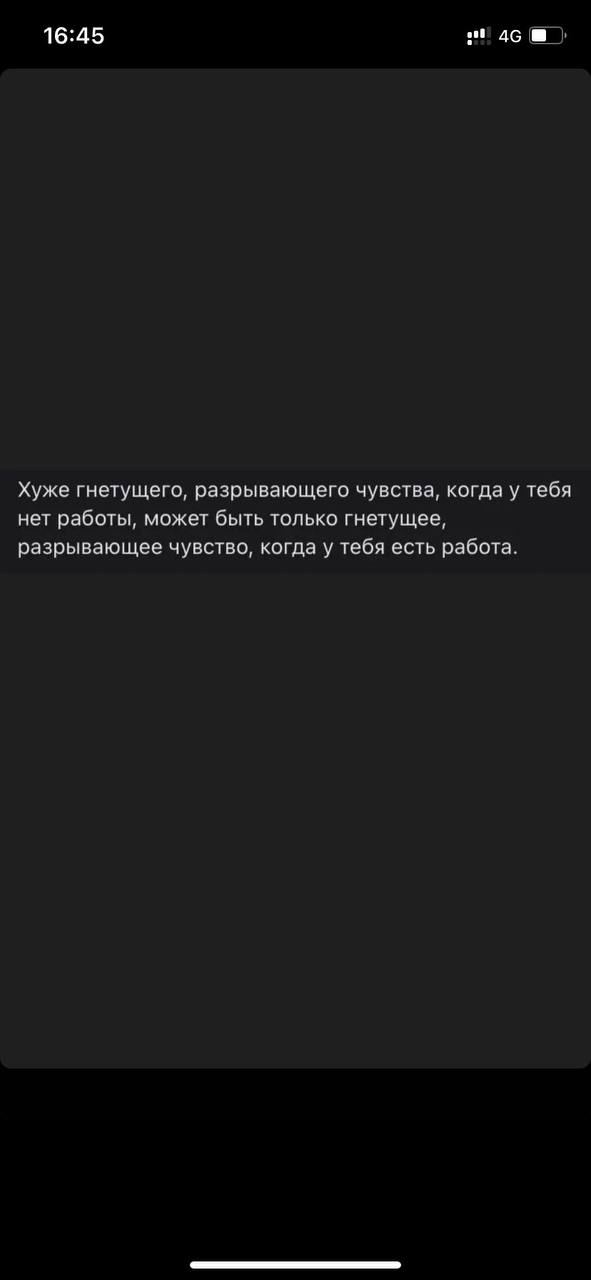 16:45
4G
Хуже гнетущего, разрывающего чувства, когда у тебя
нет работы, может быть только гнетущее,
разрывающее чувство, когда у тебя есть работа.